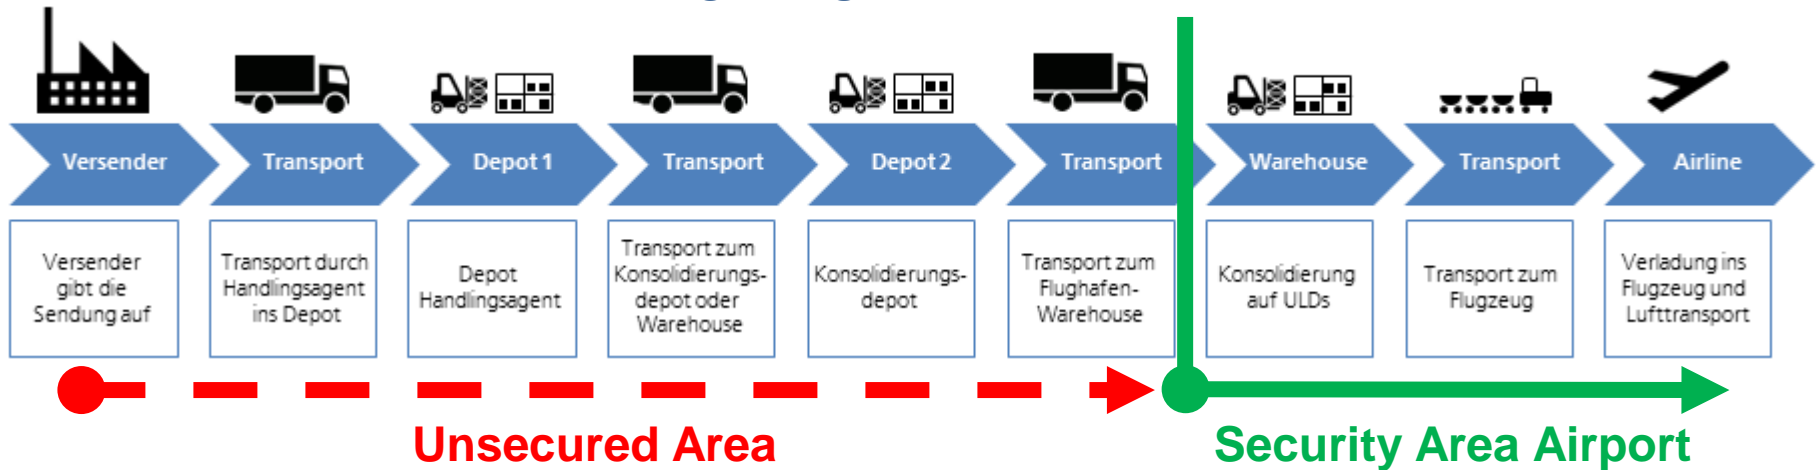 Versender
Transport
Depot 1
Transport
Depot 2
Transport
Warehouse
Transport
Airline
Versender
gibt die
Sendung auf
Transport durch
Handlingsagent
ins Depot
Depot
Handlingsagent
Transport zum
Konsolidierungs-
depot oder
Warehouse
Konsolidierungs-
depot
Transport zum
Flughafen-
Warehouse
Konsolidierung
auf ULDs
Transport zum
Flugzeug
Verladung ins
Flugzeug und
Lufttransport
Unsecured Area
Security Area Airport